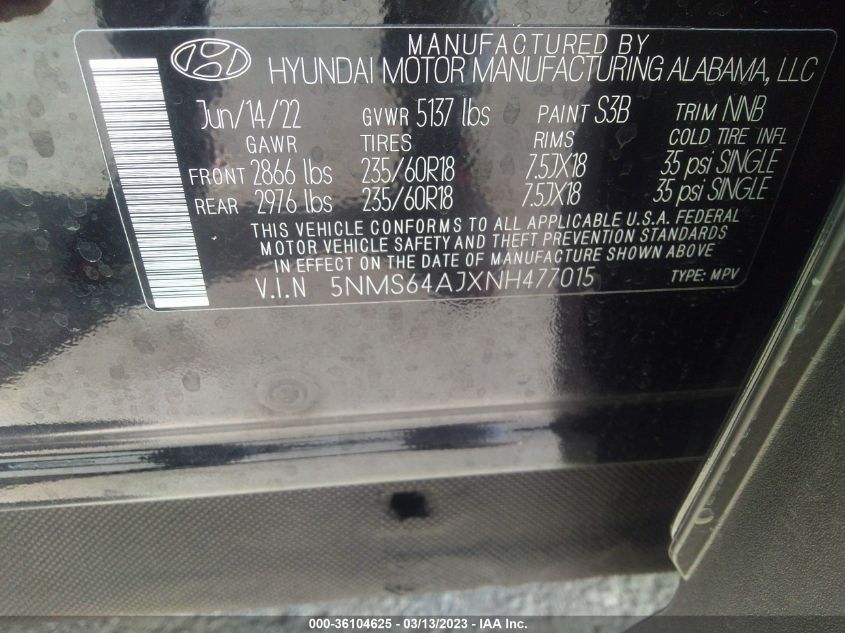 MANUFACTURED BY
HYUNDAI MOTOR MANUFACTURING ALABAMA, LLC
Jun/14/22 GVWR 5137 lbs PAINT S3B TRIM NNB
GAWR TIRES RIMS COLD TIRE INFL
FRONT 2866 lbs 235/60R18 7.5JX18 35 psi SINGLE
REAR 2976 lbs 235/60R18 7.5JX18 35 psi SINGLE
THIS VEHICLE CONFORMS TO ALL APPLICABLE U.S.A. FEDERAL
MOTOR VEHICLE SAFETY AND THEFT PREVENTION STANDARDS
IN EFFECT ON THE DATE OF MANUFACTURE SHOWN ABOVE
V.I.N 5NMS64AJXNH477015 TYPE: MPV
000-36104625 - 03/13/2023 - IAA Inc.